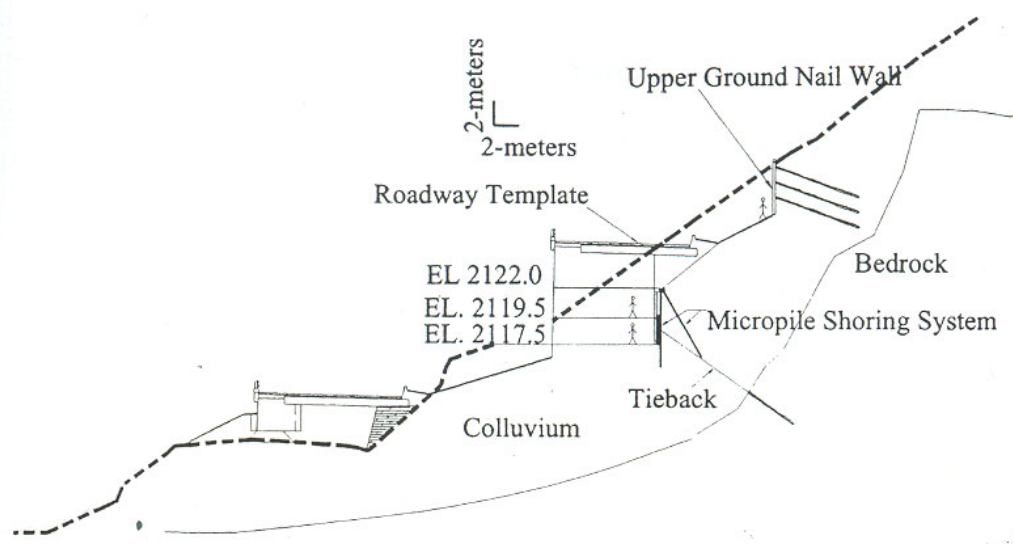 Upper Ground Nail Wall
2-meters
2-meters
Roadway Template
EL 2122.0
EL. 2119.5
EL. 2117.5
Bedrock
Micropile Shoring System
Tieback
Colluvium